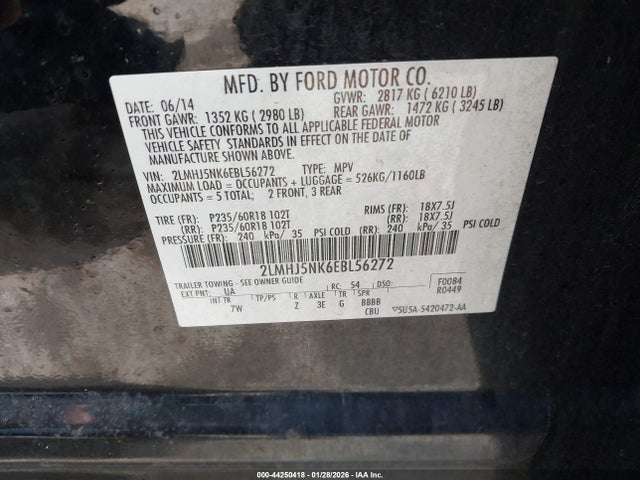 MFD. BY FORD MOTOR CO.
DATE: 06/14 GVWR: 2817 KG ( 6210 LB)
FRONT GAWR: 1352 KG ( 2980 LB) REAR GAWR: 1472 KG ( 3245 LB)
THIS VEHICLE CONFORMS TO ALL APPLICABLE FEDERAL MOTOR
VEHICLE SAFETY STANDARDS IN EFFECT ON THE DATE OF
MANUFACTURE SHOWN ABOVE.
VIN: 2LMHJ5NK6EBL56272 TYPE: MPV
MAXIMUM LOAD = OCCUPANTS + LUGGAGE = 526KG/1160LB
OCCUPANTS = 5 TOTAL; 2 FRONT, 3 REAR
TIRE (FR): P235/60R18 102T RIMS (FR): 18X7.5J
(RR): P235/60R18 102T (RR): 18X7.5J
PRESSURE (FR): 240 kPa/ 35 PSI COLD (RR): 240 kPa/ 35 PSI COLD
2LMHJ5NK6EBL56272
TRAILER TOWING - SEE OWNER GUIDE F0084
EXT PNT: UA RC: 54 DSO: R0449
INT TR TP/PS R AXLE TR SPR
7W Z 3E G BBBB
CBU 5U5A-5420472-AA
000-44250418 | 01/28/2026 - Copyright © IAA.